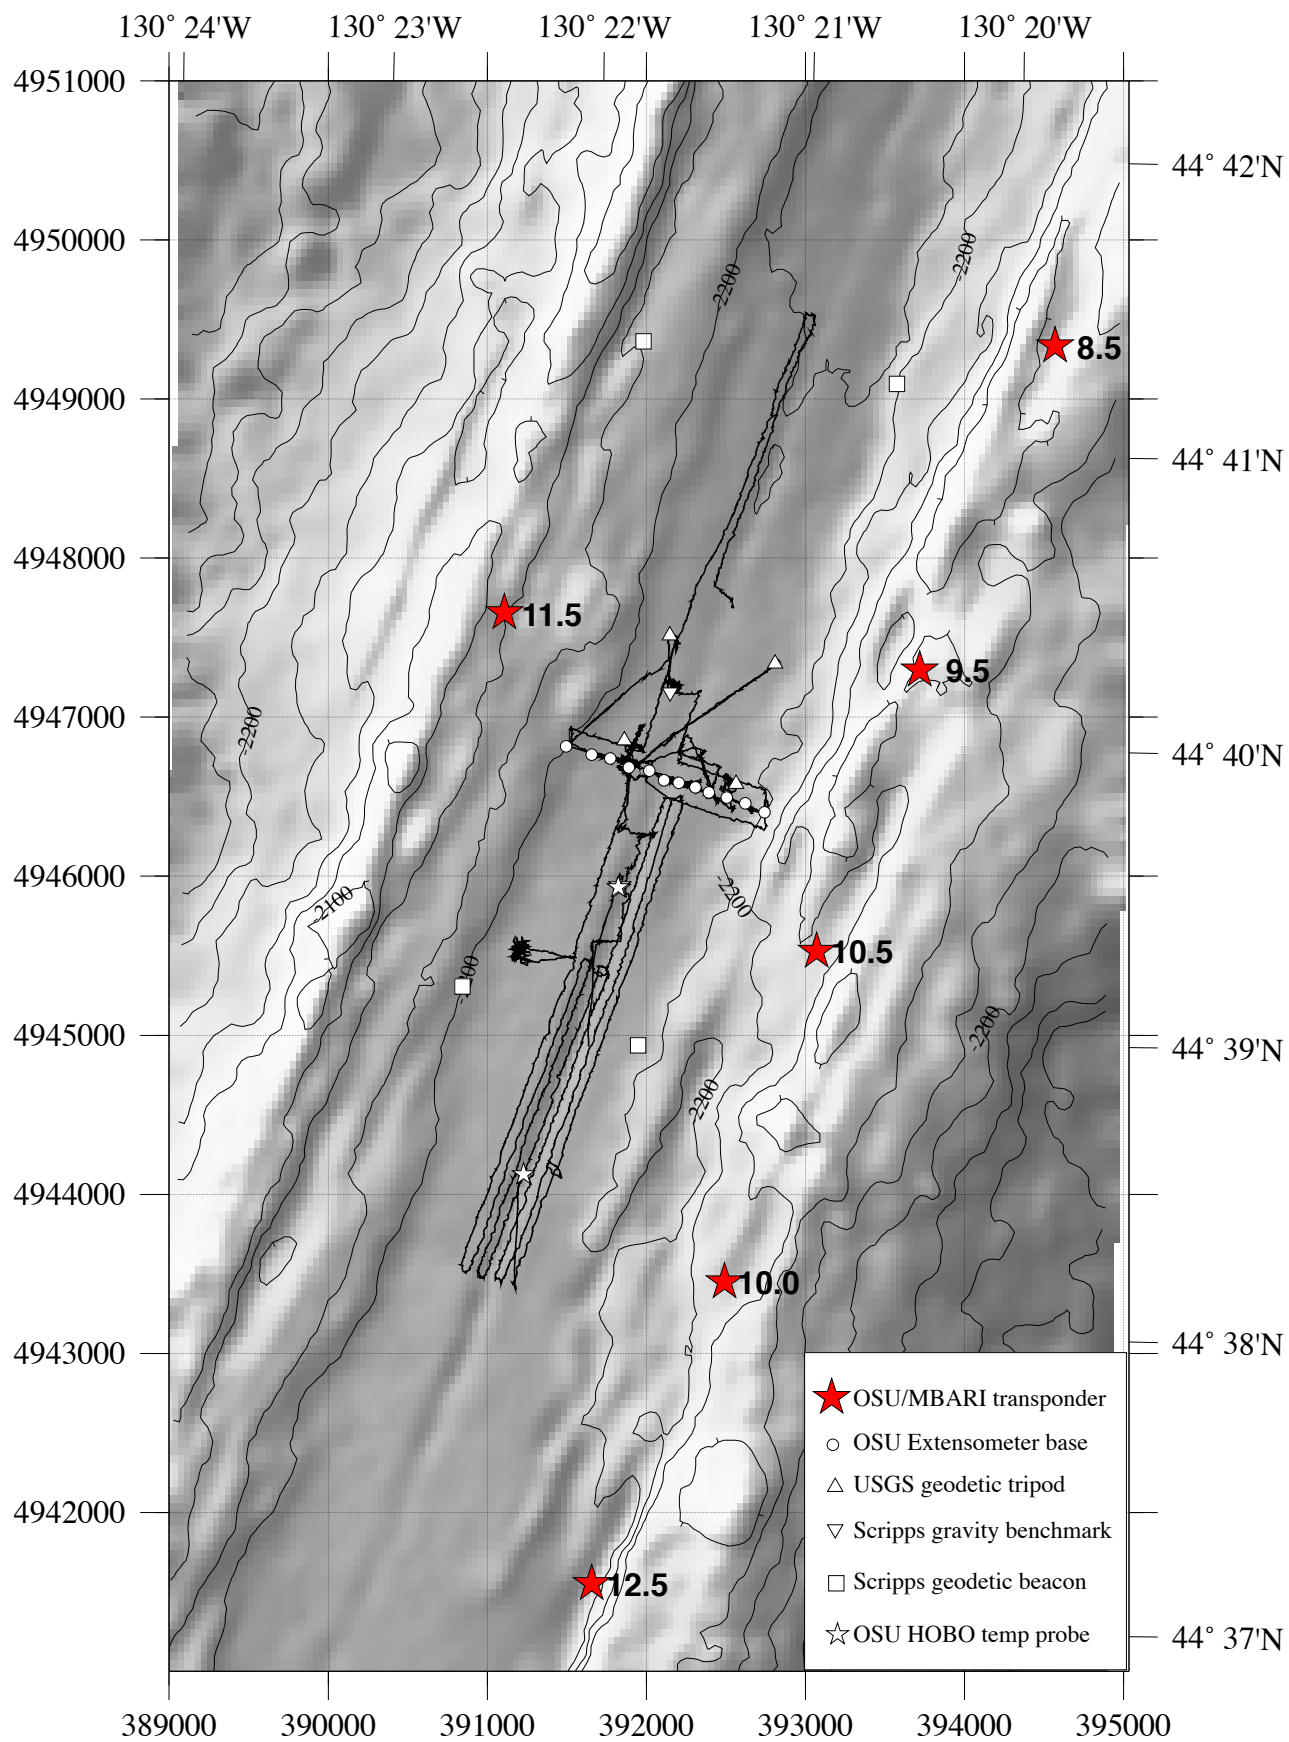 130° 24'W 130° 23'W 130° 22'W 130° 21'W 130° 20'W
4951000
44° 42'N
4950000
-2200
-2200
8.5
4949000
44° 41'N
4948000
11.5
9.5
4947000
-2200
44° 40'N
4946000
-2200
-2100
10.5
-2200
4945000
44° 39'N
-2200
2200
4944000
10.0
44° 38'N
4943000
OSU/MBARI transponder
OSU Extensometer base
USGS geodetic tripod
4942000
Scripps gravity benchmark
Scripps geodetic beacon
12.5
OSU HOBO temp probe
44° 37'N
389000 390000 391000 392000 393000 394000 395000